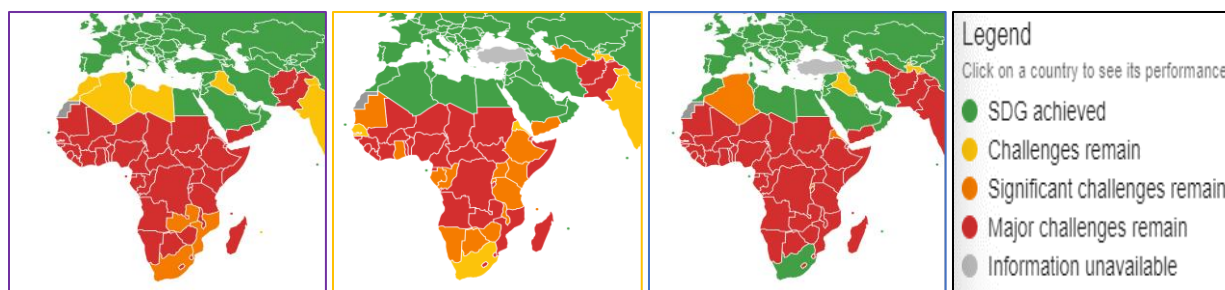 Legend
Click on a country to see its performance
SDG achieved
Challenges remain
Significant challenges remain
Major challenges remain
Information unavailable